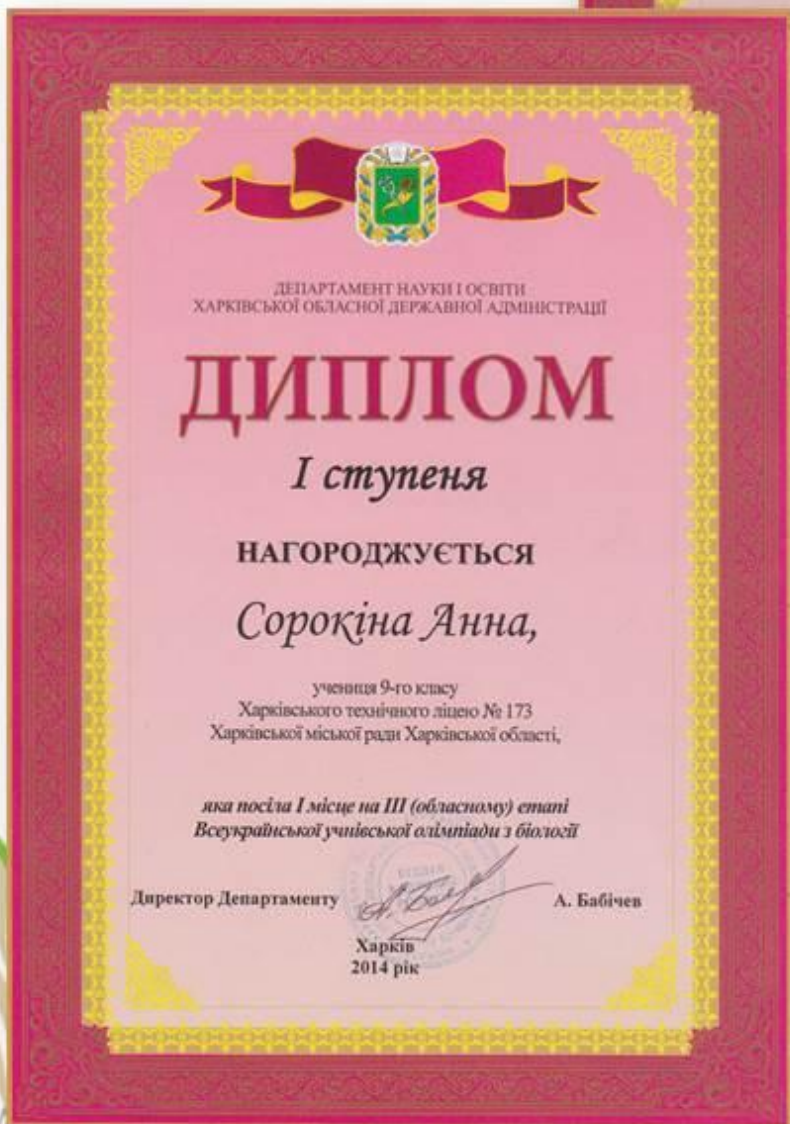 ДЕПАРТАМЕНТ НАУКИ І ОСВІТИ
ХАРКІВСЬКОЇ ОБЛАСНОЇ ДЕРЖАВНОЇ АДМІНІСТРАЦІЇ
ДИПЛОМ
І ступеня
НАГОРОДЖУЄТЬСЯ
Сорокіна Анна,
учениця 9-го класу
Харківського технічного ліцею № 173
Харківської міської ради Харківської області,
яка посіла І місце на ІІІ (обласному) етапі
Всеукраїнської учнівської олімпіади з біології
Директор Департаменту А. Бабічев
Харків
2014 рік